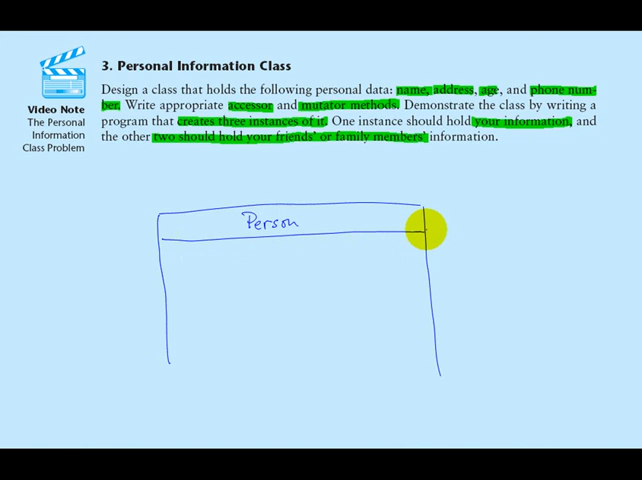 3. Personal Information Class
Design a class that holds the following personal data: name, address, age, and phone num-
ber. Write appropriate accessor and mutator methods. Demonstrate the class by writing a
program that creates three instances of it. One instance should hold your information, and
the other two should hold your friends' or family members' information.
Video Note
The Personal
Information
Class Problem
Person